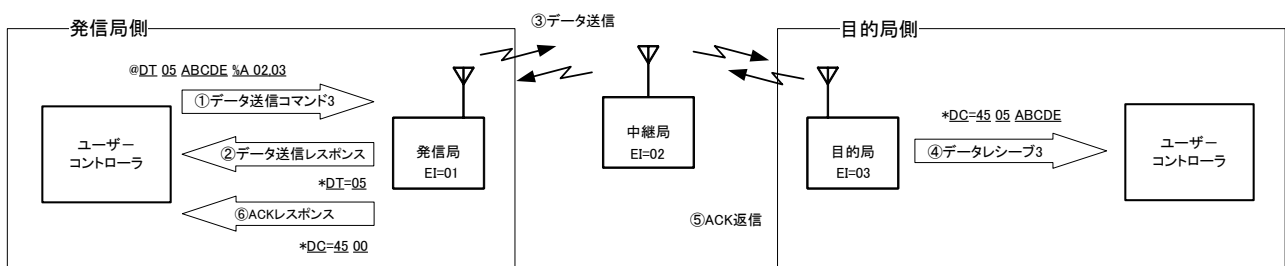 発信局側
③データ送信
目的局側
@DT 05 ABCDE %A 02,03
①データ送信コマンド3
ユーザー
コントローラ
②データ送信レスポンス
*DT=05
⑥ACKレスポンス
*DC=45 00
発信局
EI=01
中継局
EI=02
目的局
EI=03
⑤ACK返信
*DC=45 05 ABCDE
④データレシーブ3
ユーザー
コントローラ